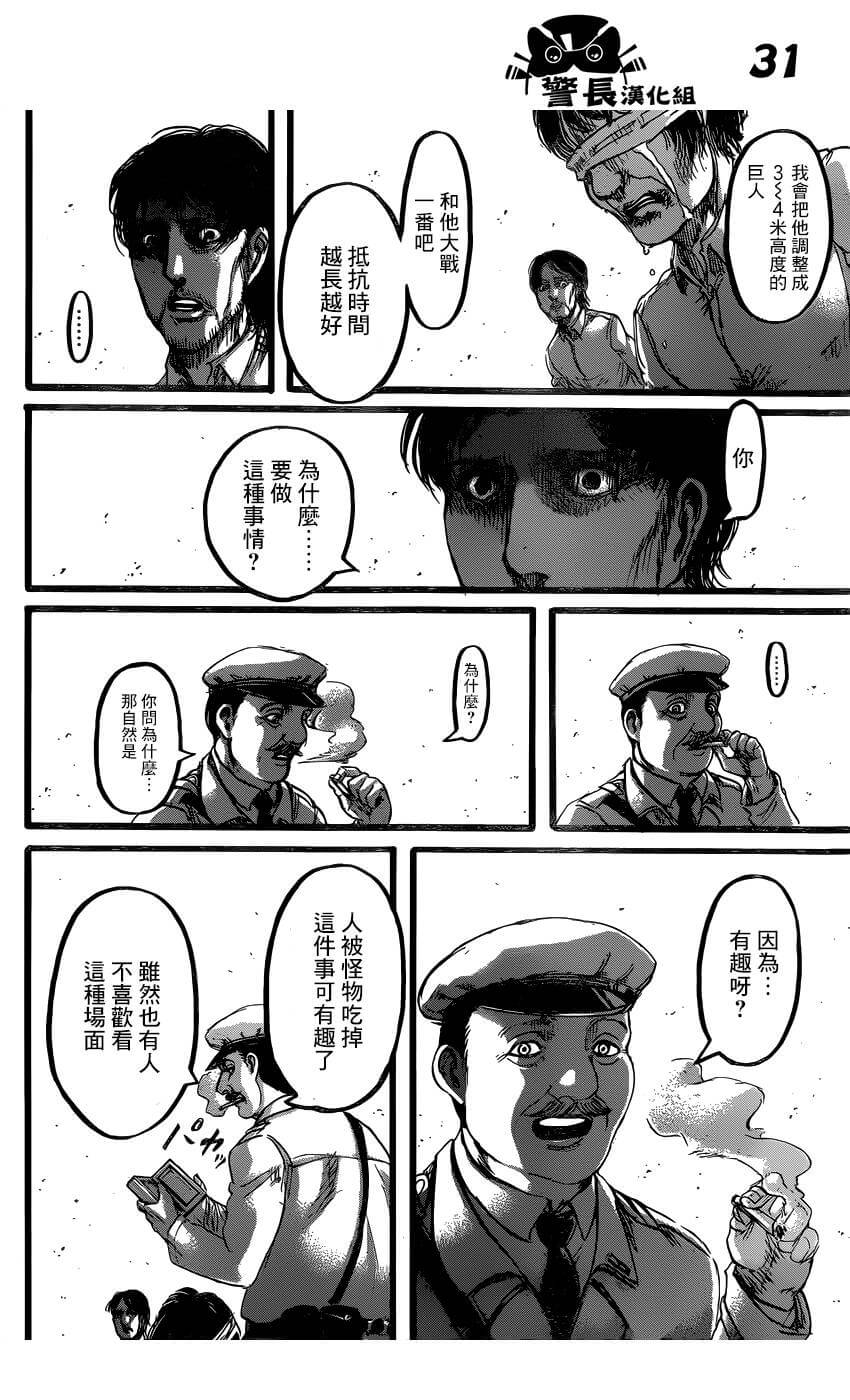 警長漢化組
31
我會把他調整成
3~4米高度的
巨人
和他大戰
一番吧
抵抗時間
越長越好
……
你
為什麼……
要做
這種事情?
……
為什麼?
你問為什麼…
那自然是
因為…
有趣呀?
人被怪物吃掉
這件事可有趣了
パカッ
雖然也有人
不喜歡看
這種場面